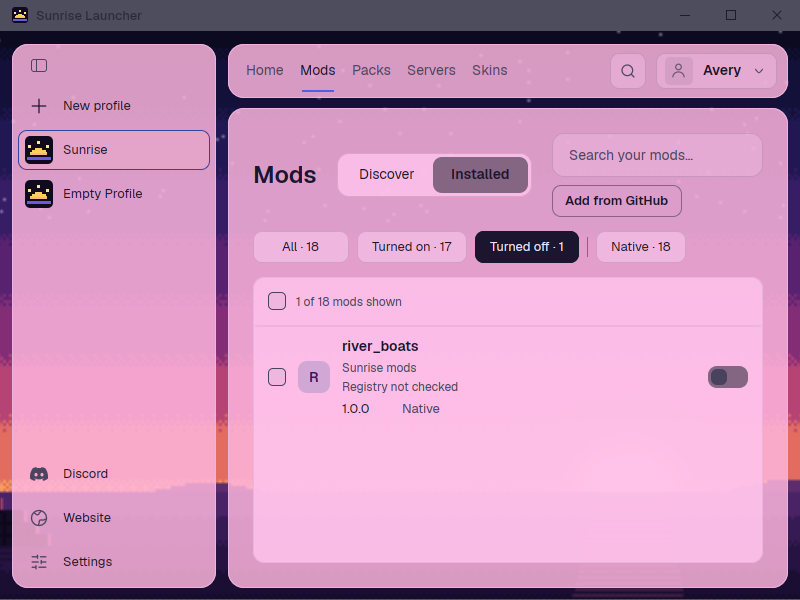 Sunrise Launcher
New profile
Sunrise
Empty Profile
Discord
Website
Settings
Home Mods Packs Servers Skins
Avery
Mods
Discover Installed
Search your mods...
Add from GitHub
All · 18 Turned on · 17 Turned off · 1 Native · 18
1 of 18 mods shown
R
river_boats
Sunrise mods
Registry not checked
1.0.0 Native